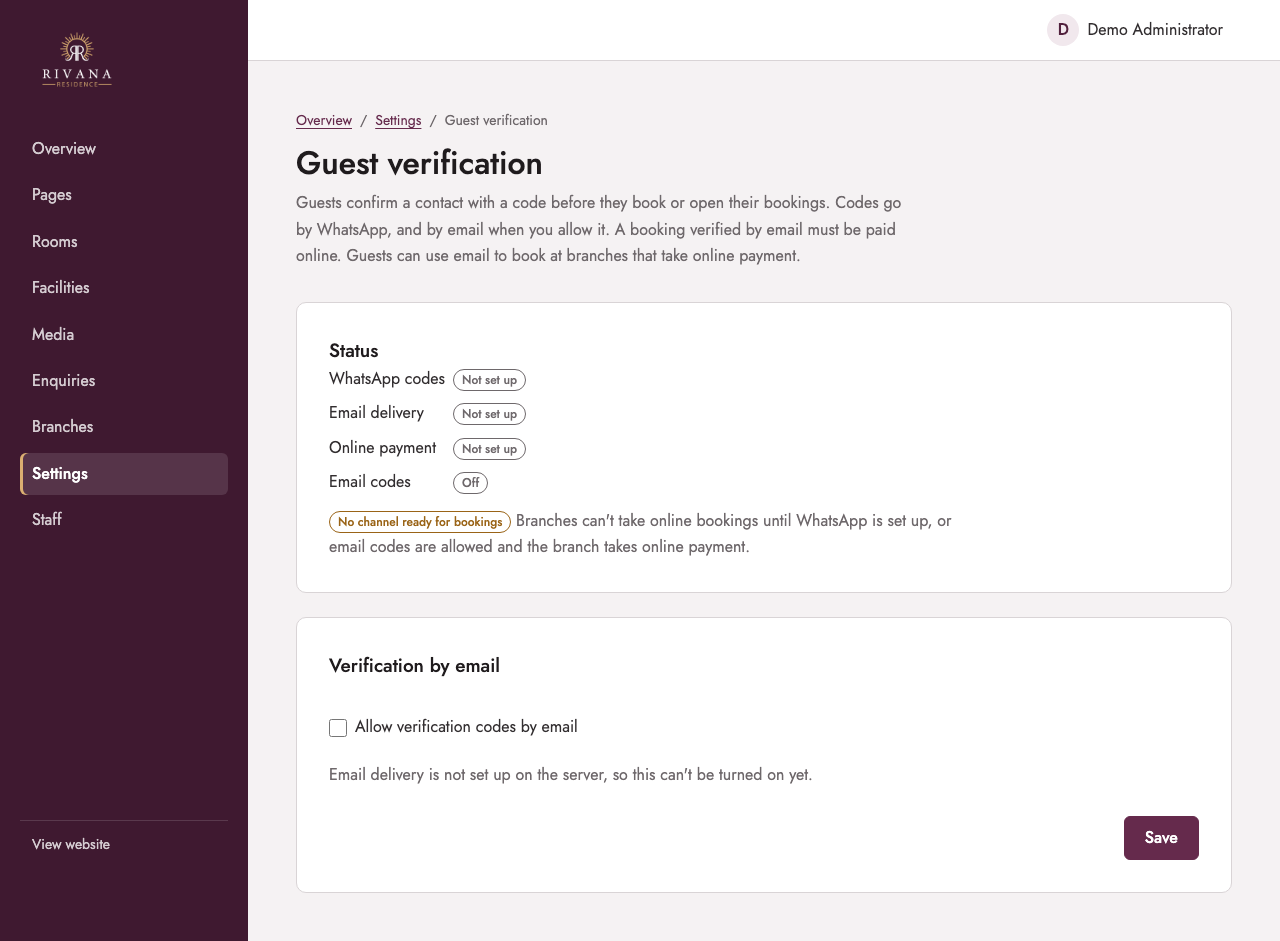 RIVANA
RESIDENCE
D
Demo Administrator
Overview
Pages
Rooms
Facilities
Media
Enquiries
Branches
Settings
Staff
View website
Overview / Settings / Guest verification
Guest verification
Guests confirm a contact with a code before they book or open their bookings. Codes go
by WhatsApp, and by email when you allow it. A booking verified by email must be paid
online. Guests can use email to book at branches that take online payment.
Status
WhatsApp codes Not set up
Email delivery Not set up
Online payment Not set up
Email codes Off
No channel ready for bookings Branches can't take online bookings until WhatsApp is set up, or
email codes are allowed and the branch takes online payment.
Verification by email
Allow verification codes by email
Email delivery is not set up on the server, so this can't be turned on yet.
Save